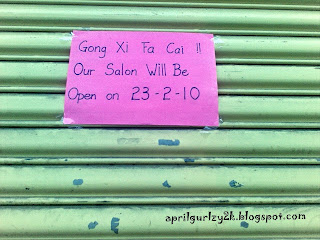 Gong Xi Fa Cai !!
Our Salon Will Be
Open on 23-2-10
aprilgurlzy2k.blogspot.com